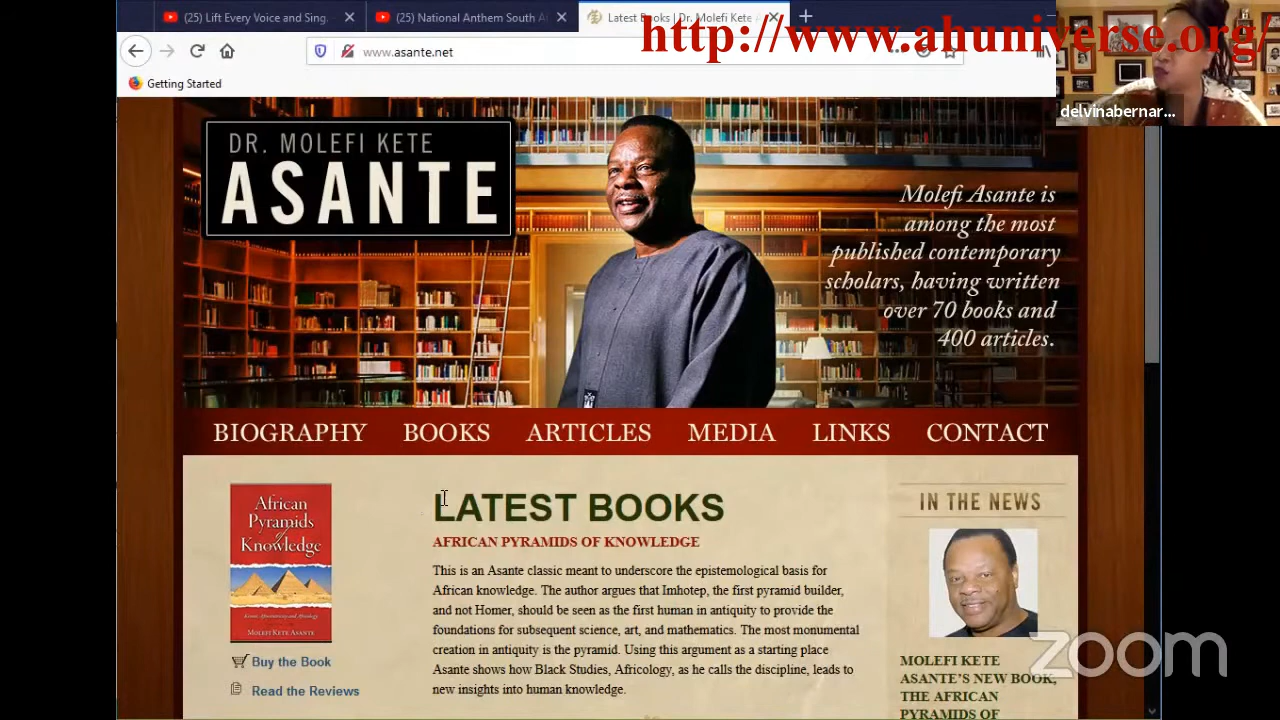 (25) Lift Every Voice and Sing.
(25) National Anthem South A
Latest Books | Dr. Molefi Kete
http://www.ahuniverse.org/
www.asante.net
Getting Started
delvinabernar...
DR. MOLEFI KETE
ASANTE
Molefi Asante is
among the most
published contemporary
scholars, having written
over 70 books and
400 articles.
BIOGRAPHY BOOKS ARTICLES MEDIA LINKS CONTACT
African
Pyramids
of
Knowledge
MOLEFI KETE ASANTE
Buy the Book
Read the Reviews
LATEST BOOKS
AFRICAN PYRAMIDS OF KNOWLEDGE
This is an Asante classic meant to underscore the epistemological basis for
African knowledge. The author argues that Imhotep, the first pyramid builder,
and not Homer, should be seen as the first human in antiquity to provide the
foundations for subsequent science, art, and mathematics. The most monumental
creation in antiquity is the pyramid. Using this argument as a starting place
Asante shows how Black Studies, Africology, as he calls the discipline, leads to
new insights into human knowledge.
IN THE NEWS
MOLEFI KETE
ASANTE'S NEW BOOK,
THE AFRICAN
PYRAMIDS OF
zoom